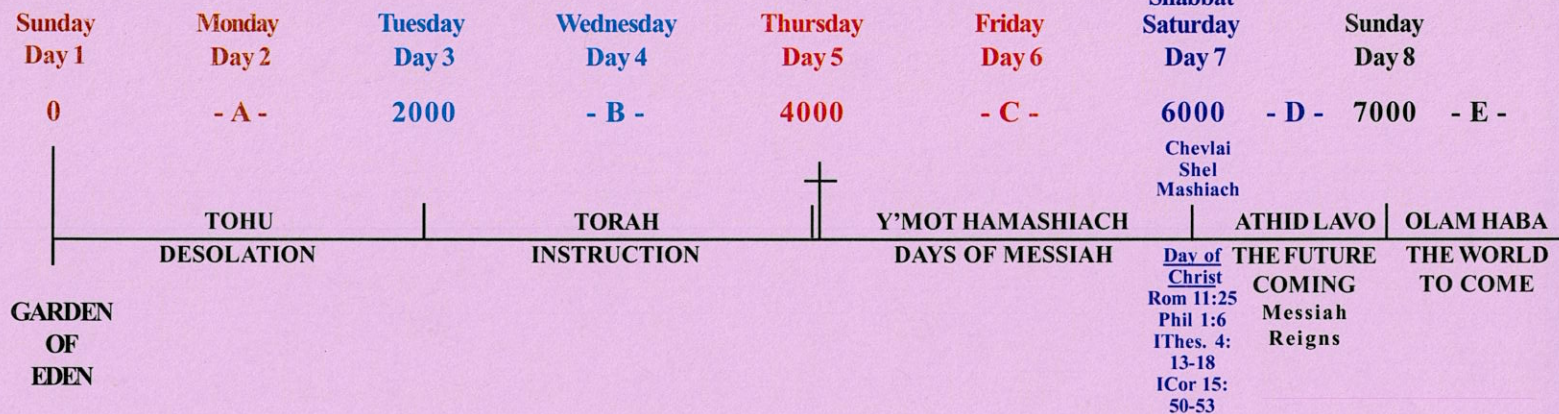 Sunday Monday Tuesday Wednesday Thursday Friday Shabbat Saturday Sunday
Day 1 Day 2 Day 3 Day 4 Day 5 Day 6 Day 7 Day 8
0 - A - 2000 - B - 4000 - C - 6000 - D - 7000 - E -
Chevlai
Shel
Mashiach
TOHU TORAH Y'MOT HAMASHIACH ATHID LAVO OLAM HABA
DESOLATION INSTRUCTION DAYS OF MESSIAH
Day of
Christ
Rom 11:25
Phil 1:6
IThes. 4:
13-18
ICor 15:
50-53
THE FUTURE
COMING
Messiah
Reigns
THE WORLD
TO COME
GARDEN
OF
EDEN